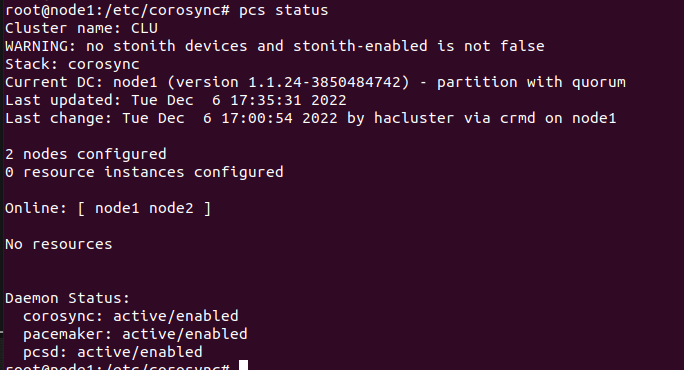 root@node1:/etc/corosync# pcs status
Cluster name: CLU
WARNING: no stonith devices and stonith-enabled is not false
Stack: corosync
Current DC: node1 (version 1.1.24-3850484742) - partition with quorum
Last updated: Tue Dec  6 17:35:31 2022
Last change: Tue Dec  6 17:00:54 2022 by hacluster via crmd on node1
2 nodes configured
0 resource instances configured
Online: [ node1 node2 ]
No resources
Daemon Status:
  corosync: active/enabled
  pacemaker: active/enabled
  pcsd: active/enabled
root@node1:/etc/corosync#